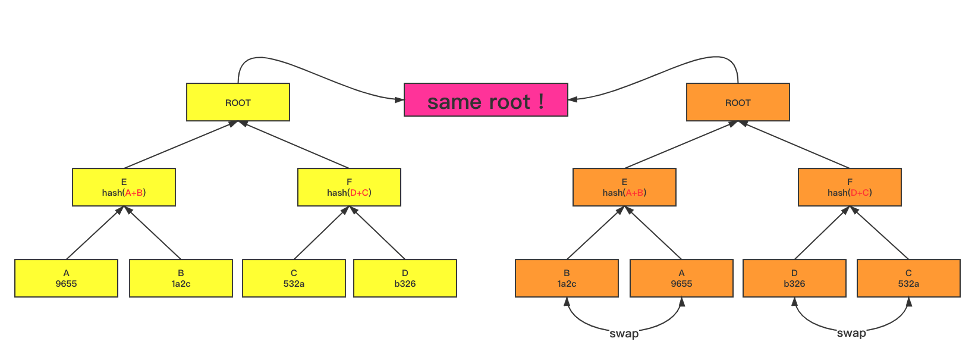 same root！
ROOT
ROOT
E
hash(A+B)
F
hash(D+C)
E
hash(A+B)
F
hash(D+C)
A
9655
B
1a2c
C
532a
D
b326
B
1a2c
A
9655
D
b326
C
532a
swap
swap